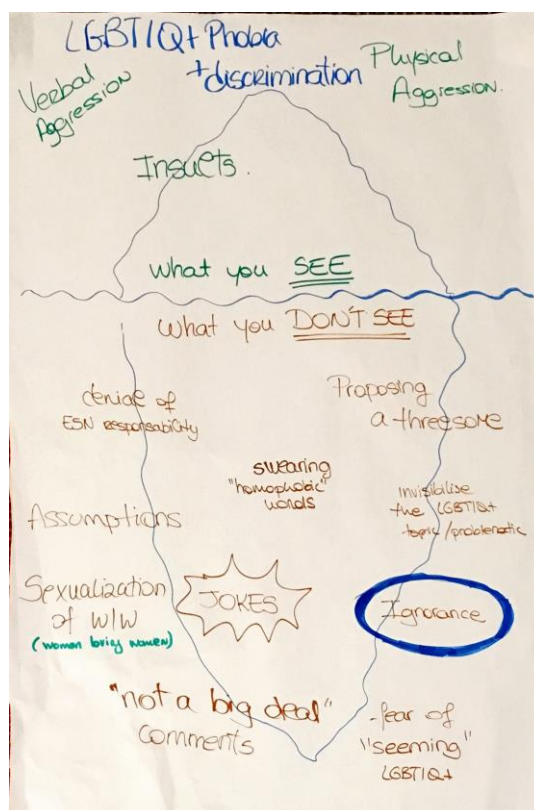 LGBTIQ+ Phobia
+discrimination
Verbal
Aggression
Physical
Aggression.
Insults.
What you SEE
What you DON'T SEE
denial of
ESN responsability
Proposing
a threesome
swearing
"homophobic"
words
invisibilise
the LGBTIQ+
topic/problematic
Assumptions
Sexualization
of W/W
(woman loving women)
JOKES
Ignorance
"not a big deal"
comments
-fear of
"seeming"
LGBTIQ+